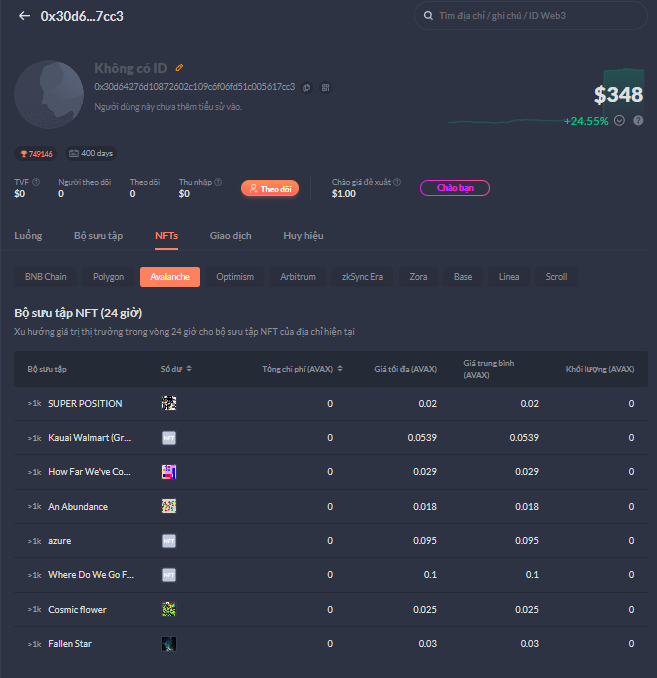 0x30d6...7cc3
Tìm địa chỉ / ghi chú / ID Web3
Không có ID
0x30d64276d10872602c109c6f06fd51c005617cc3
Người dùng này chưa thêm tiểu sử vào.
$348
+24.55%
749146 400 days
TVF Người theo dõi Theo dõi Thu nhập Chào giá đề xuất
$0 0 0 $0 Theo dõi $1.00 Chào bạn
Luồng Bộ sưu tập NFTs Giao dịch Huy hiệu
BNB Chain Polygon Avalanche Optimism Arbitrum zkSync Era Zora Base Linea Scroll
Bộ sưu tập NFT (24 giờ)
Xu hướng giá trị thị trường trong vòng 24 giờ cho bộ sưu tập NFT của địa chỉ hiện tại
Bộ sưu tập Số dư Tổng chi phí (AVAX) Giá tối đa (AVAX) Giá trung bình (AVAX) Khối lượng (AVAX)
>1k SUPER POSITION 0 0.02 0.02 0
>1k Kauai Walmart (Gr... NFT 0 0.0539 0.0539 0
>1k How Far We've Co... 0 0.029 0.029 0
>1k An Abundance 0 0.018 0.018 0
>1k azure NFT 0 0.095 0.095 0
>1k Where Do We Go F... NFT 0 0.1 0.1 0
>1k Cosmic flower 0 0.025 0.025 0
>1k Fallen Star 0 0.03 0.03 0